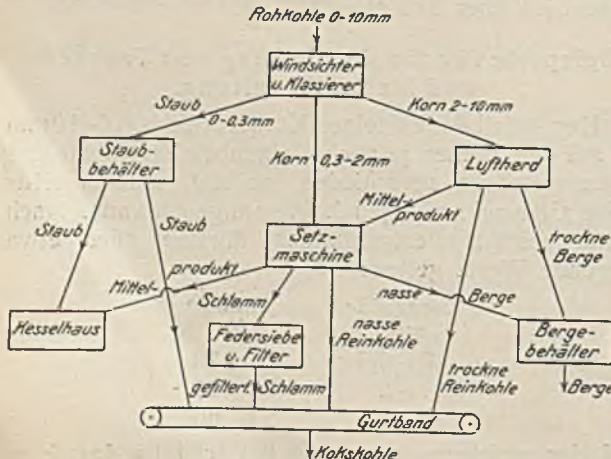 Rohkohle 0-10mm
Windsichter
u. Klassierer
Staub
0-0,3mm
Korn 2-10mm
Staub-
behälter
Korn 0,3-2mm
Luftherd
Staub
Mittel-
produkt
Staub
Setz-
maschine
trockne
Berge
Mittel-
produkt
Schlamm
nasse
Berge
Kesselhaus
Federsiebe
u. Filter
nasse
Reinkohle
Berge-
behälter
trockne
Reinkohle
gefiltert.
Schlamm
Berge
Gurtband
Kokskohle